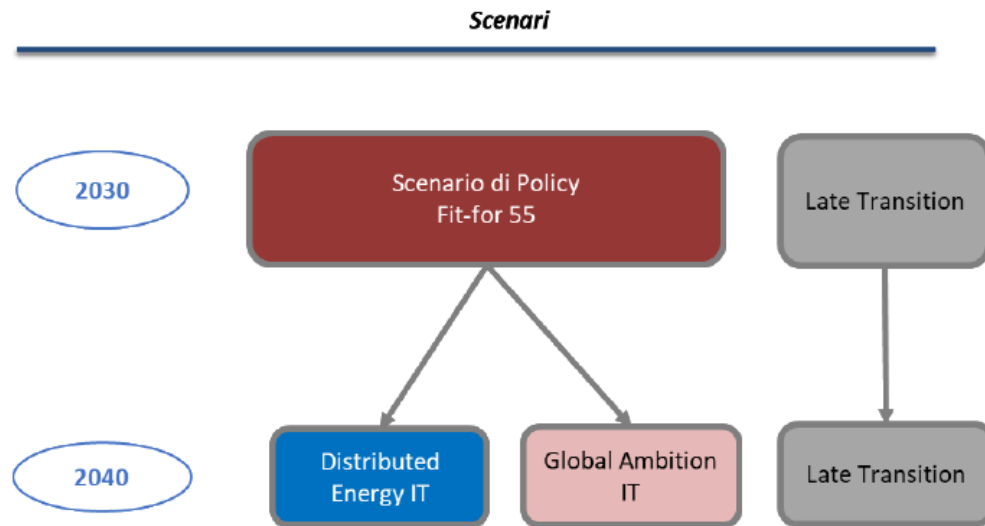 Scenari
2030
Scenario di Policy
Fit-for 55
Late Transition
2040
Distributed
Energy IT
Global Ambition
IT
Late Transition